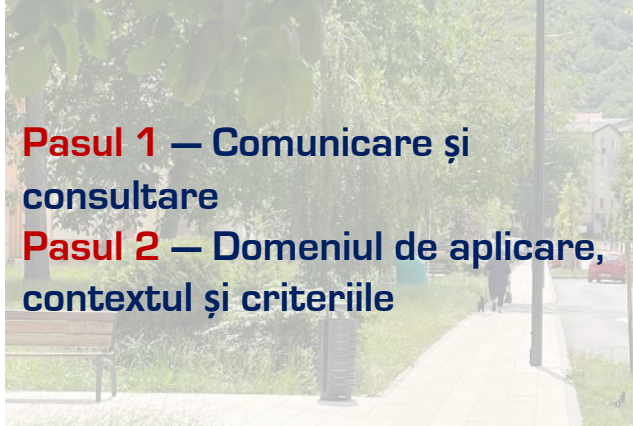 Pasul 1 – Comunicare și
consultare
Pasul 2 – Domeniul de aplicare,
contextul și criteriile